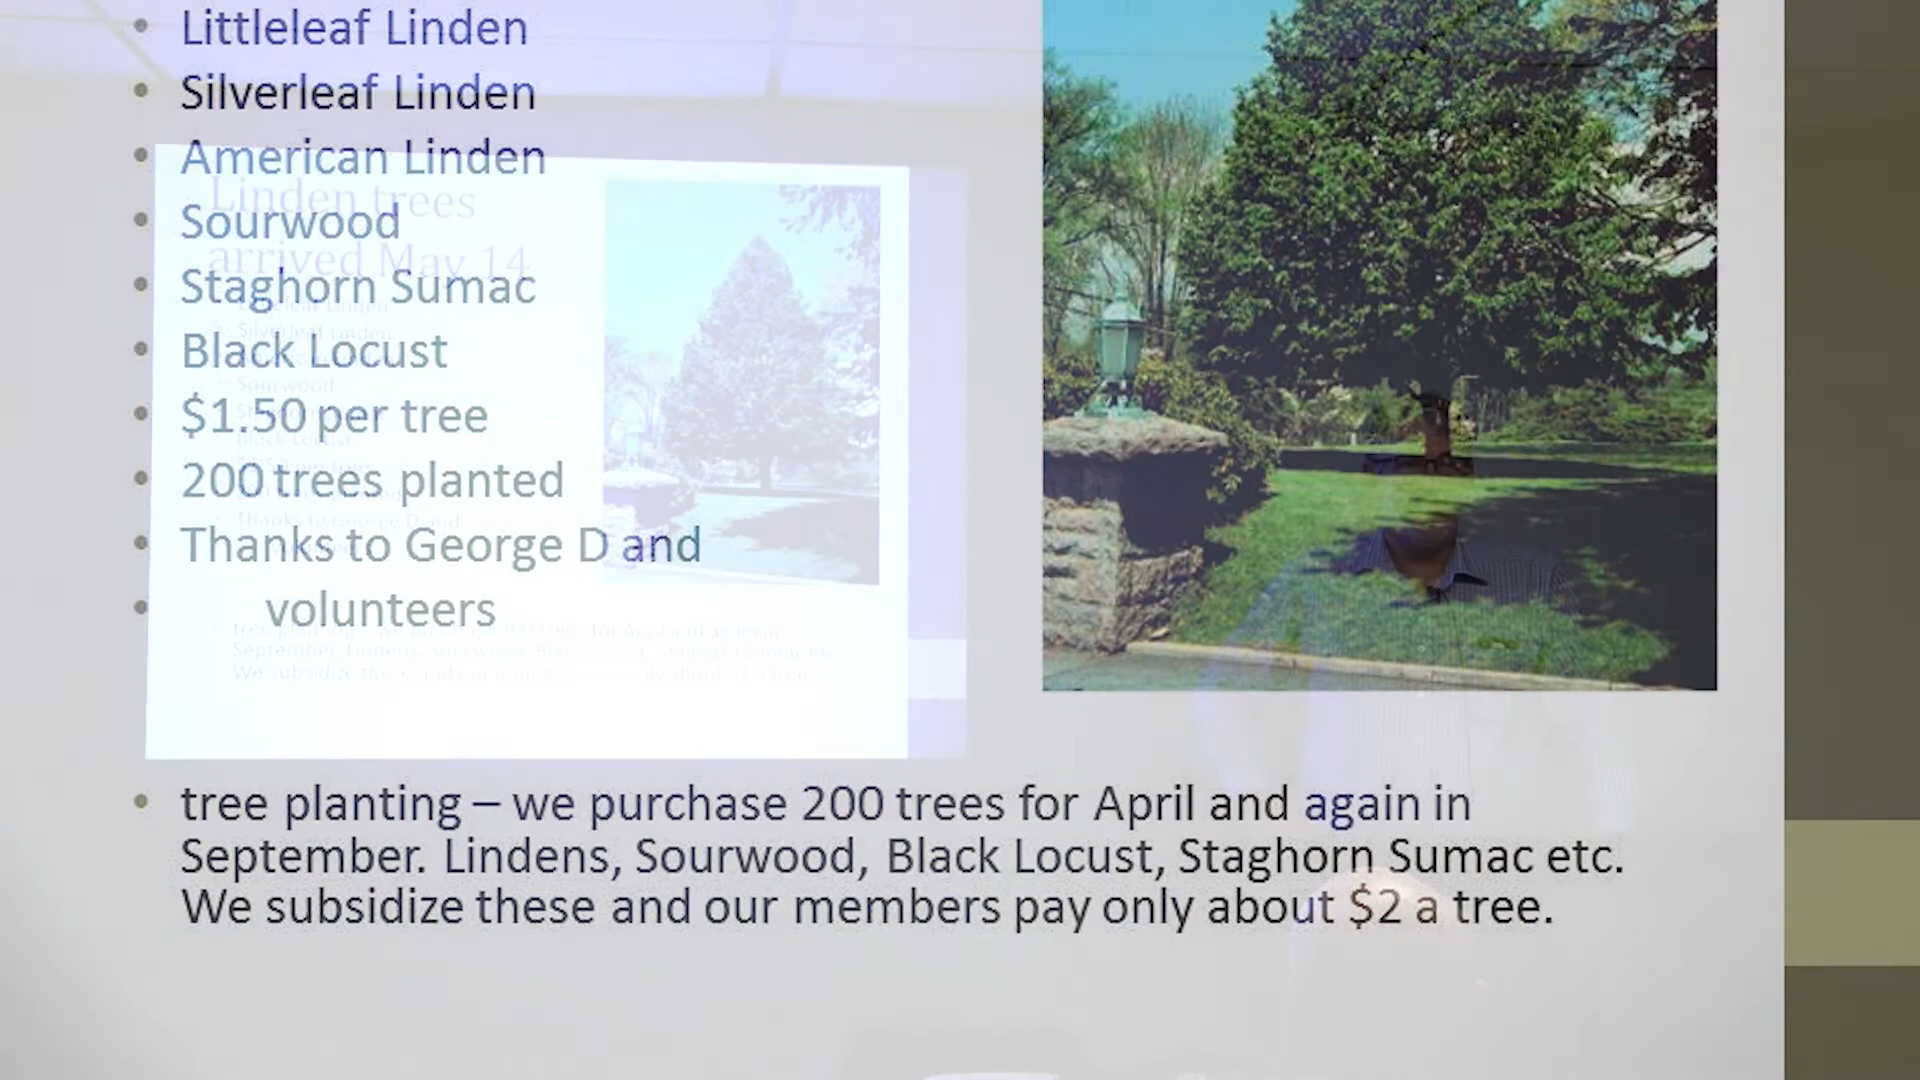 Littleleaf Linden
Silverleaf Linden
American Linden
Sourwood
Staghorn Sumac
Black Locust
$1.50 per tree
200 trees planted
Thanks to George D and
volunteers
tree planting – we purchase 200 trees for April and again in
September. Lindens, Sourwood, Black Locust, Staghorn Sumac etc.
We subsidize these and our members pay only about $2 a tree.
Linden trees
arrived May 14